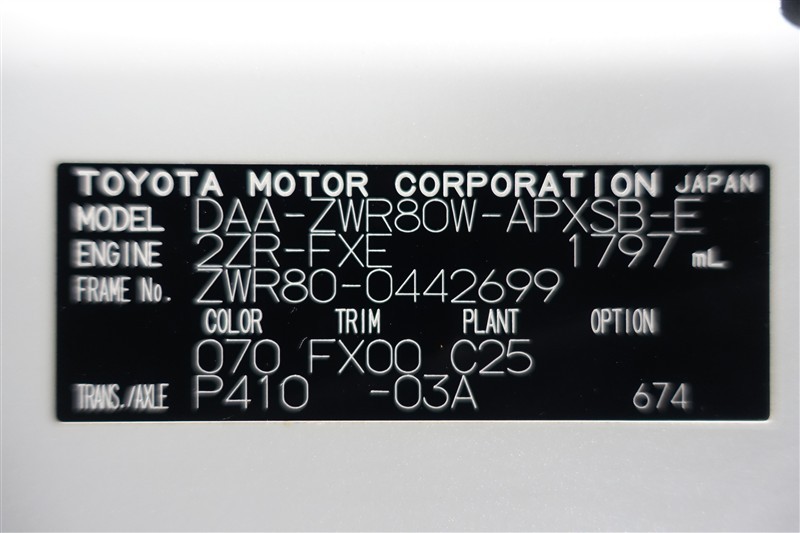 TOYOTA MOTOR CORPORATION JAPAN
MODEL DAA-ZWR80W-APXSB-E
ENGINE 2ZR-FXE 1797 mL
FRAME No. ZWR80-0442699
COLOR TRIM PLANT OPTION
070 FX00 C25
TRANS./AXLE P410 -03A 674